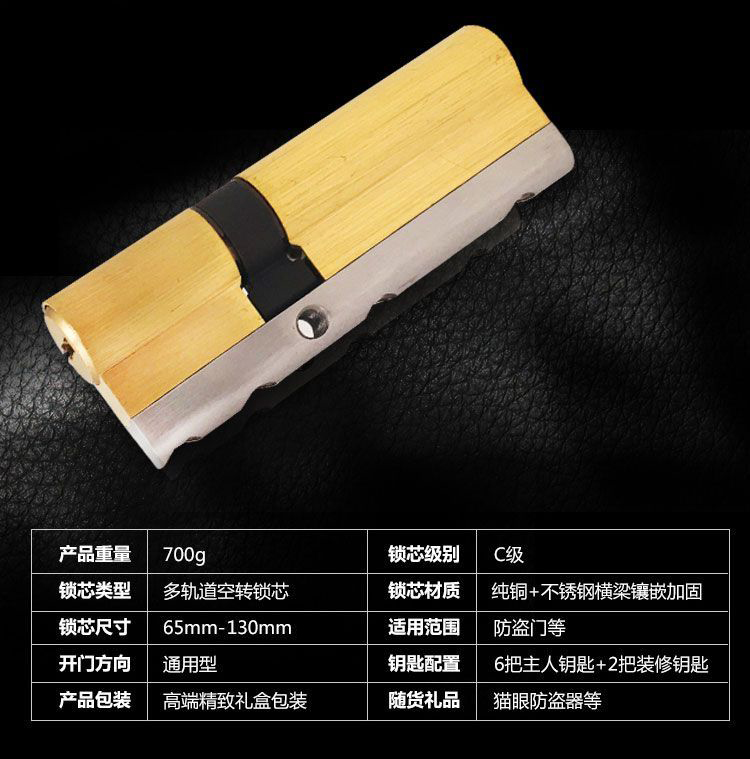 产品重量 700g 锁芯级别 C级
锁芯类型 多轨道空转锁芯 锁芯材质 纯铜+不锈钢横梁镶嵌加固
锁芯尺寸 65mm-130mm 适用范围 防盗门等
开门方向 通用型 钥匙配置 6把主人钥匙+2把装修钥匙
产品包装 高端精致礼盒包装 随货礼品 猫眼防盗器等